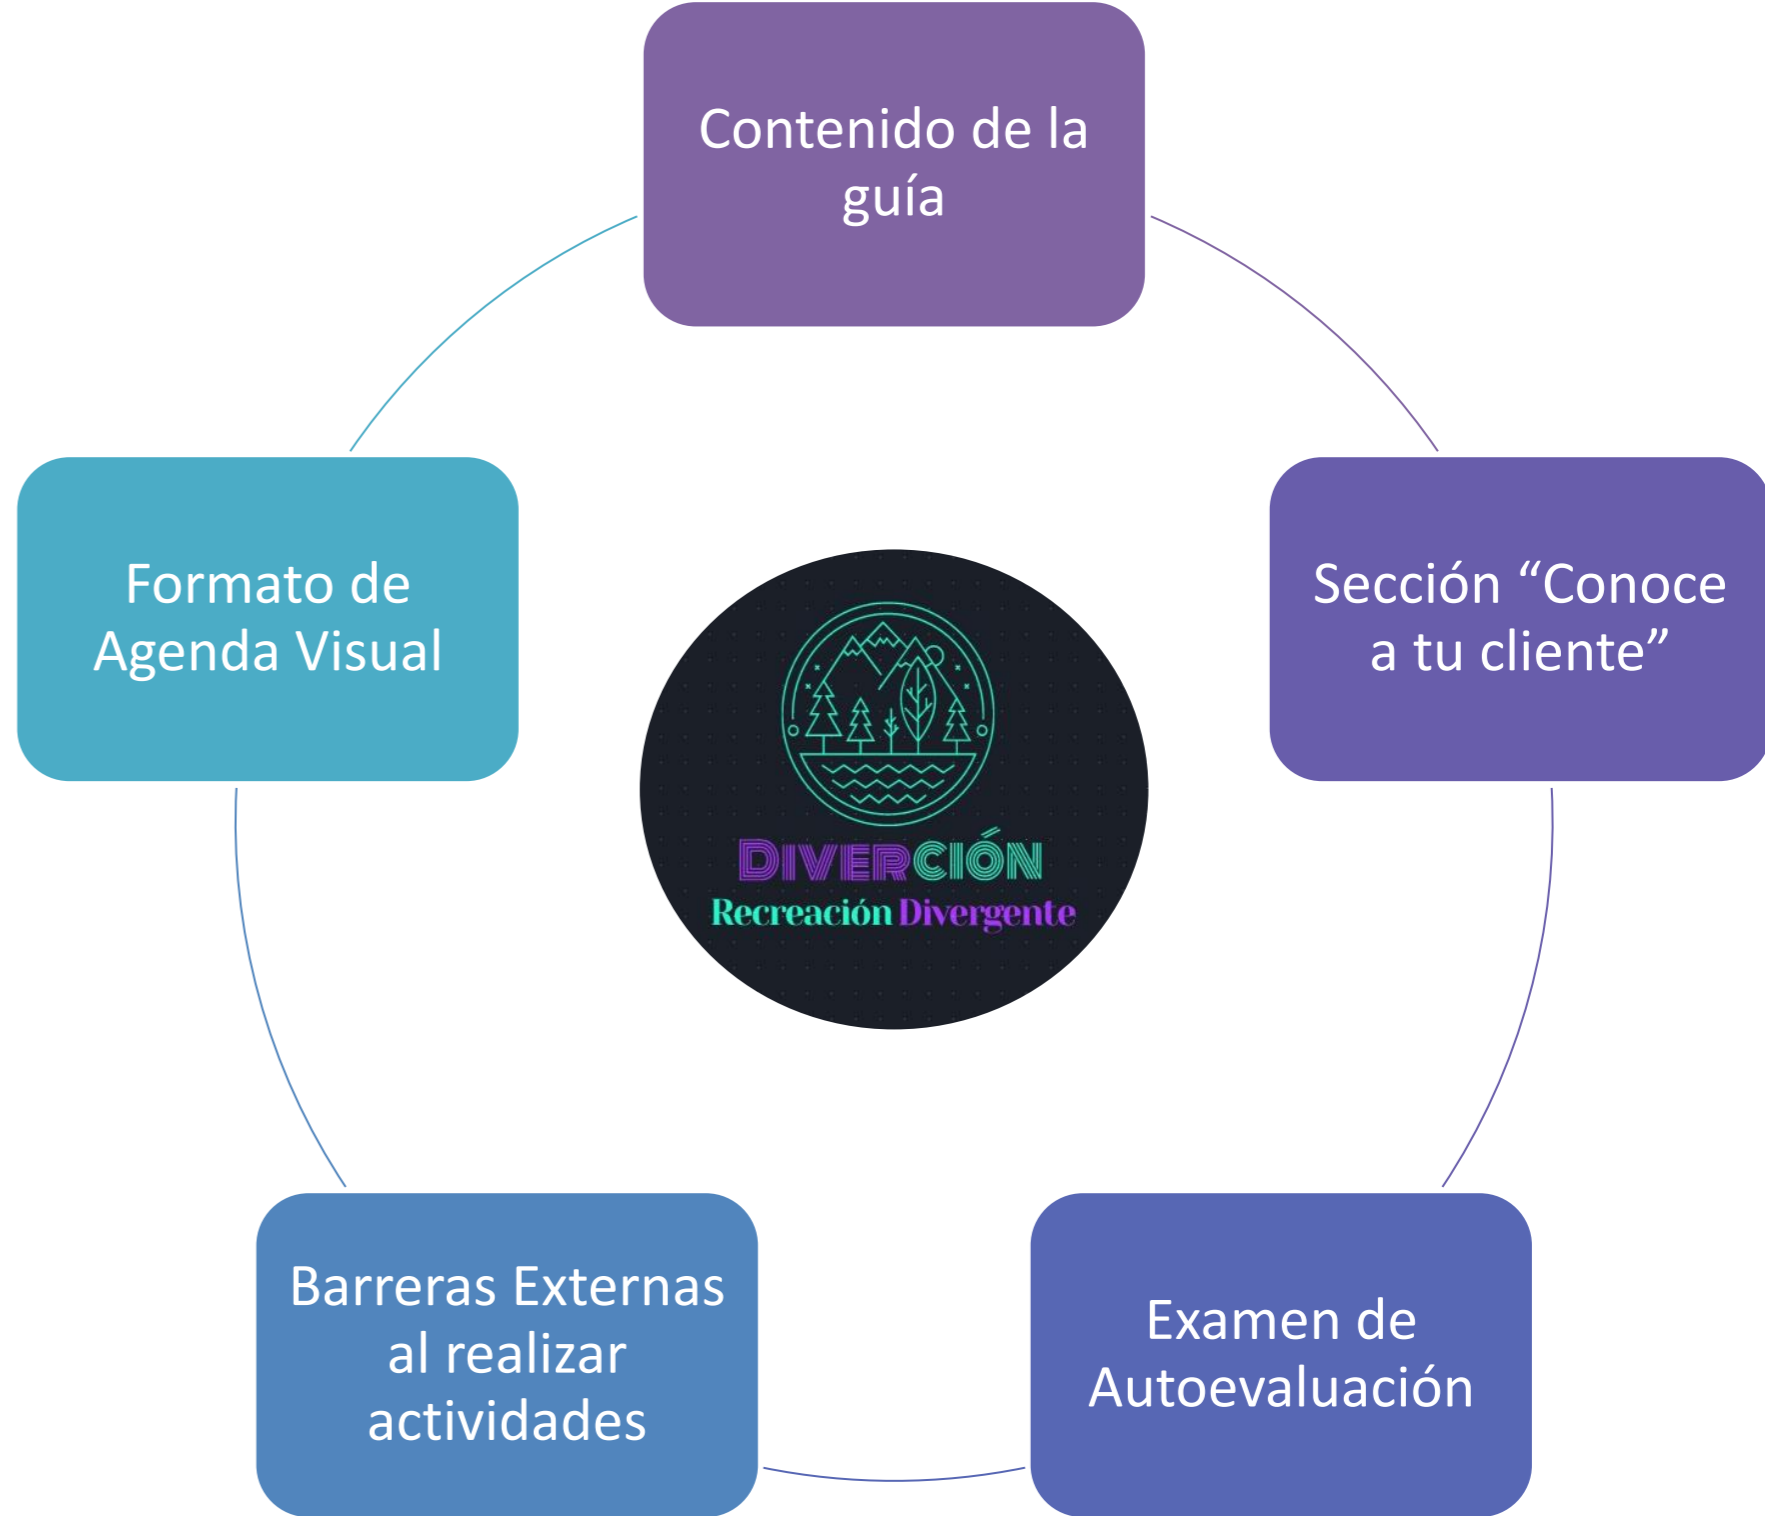 Contenido de la
guía
Sección “Conoce
a tu cliente”
Examen de
Autoevaluación
Barreras Externas
al realizar
actividades
Formato de
Agenda Visual
DIVERCIÓN
Recreación Divergente